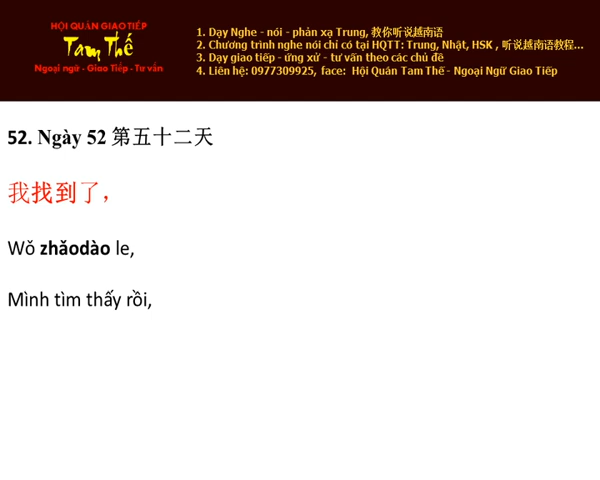 HỘI QUÁN GIAO TIẾP
Tam Thế
Ngoại ngữ - Giao Tiếp - Tư vấn
1. Dạy Nghe - nói - phản xạ Trung, 教你听说越南语
2. Chương trình nghe nói chỉ có tại HQTT: Trung, Nhật, HSK , 听说越南语教程...
3. Dạy giao tiếp - ứng xử - tư vấn theo các chủ đề
4. Liên hệ: 0977309925, face: Hội Quán Tam Thế - Ngoại Ngữ Giao Tiếp
52. Ngày 52 第五十二天
我找到了，
Wǒ zhǎodào le,
Mình tìm thấy rồi,